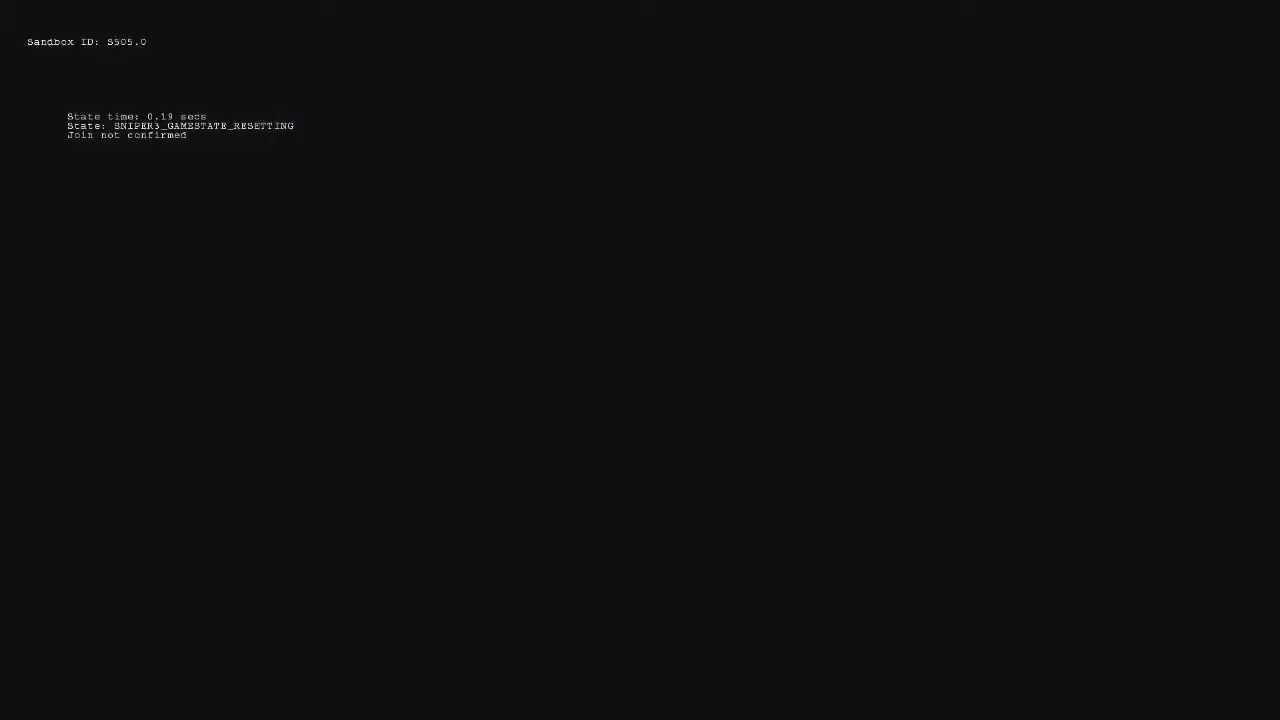 Sandbox ID: S505.0
State time: 0.19 secs
State: SNIPER3_GAMESTATE_RESETTING
Join not confirmed